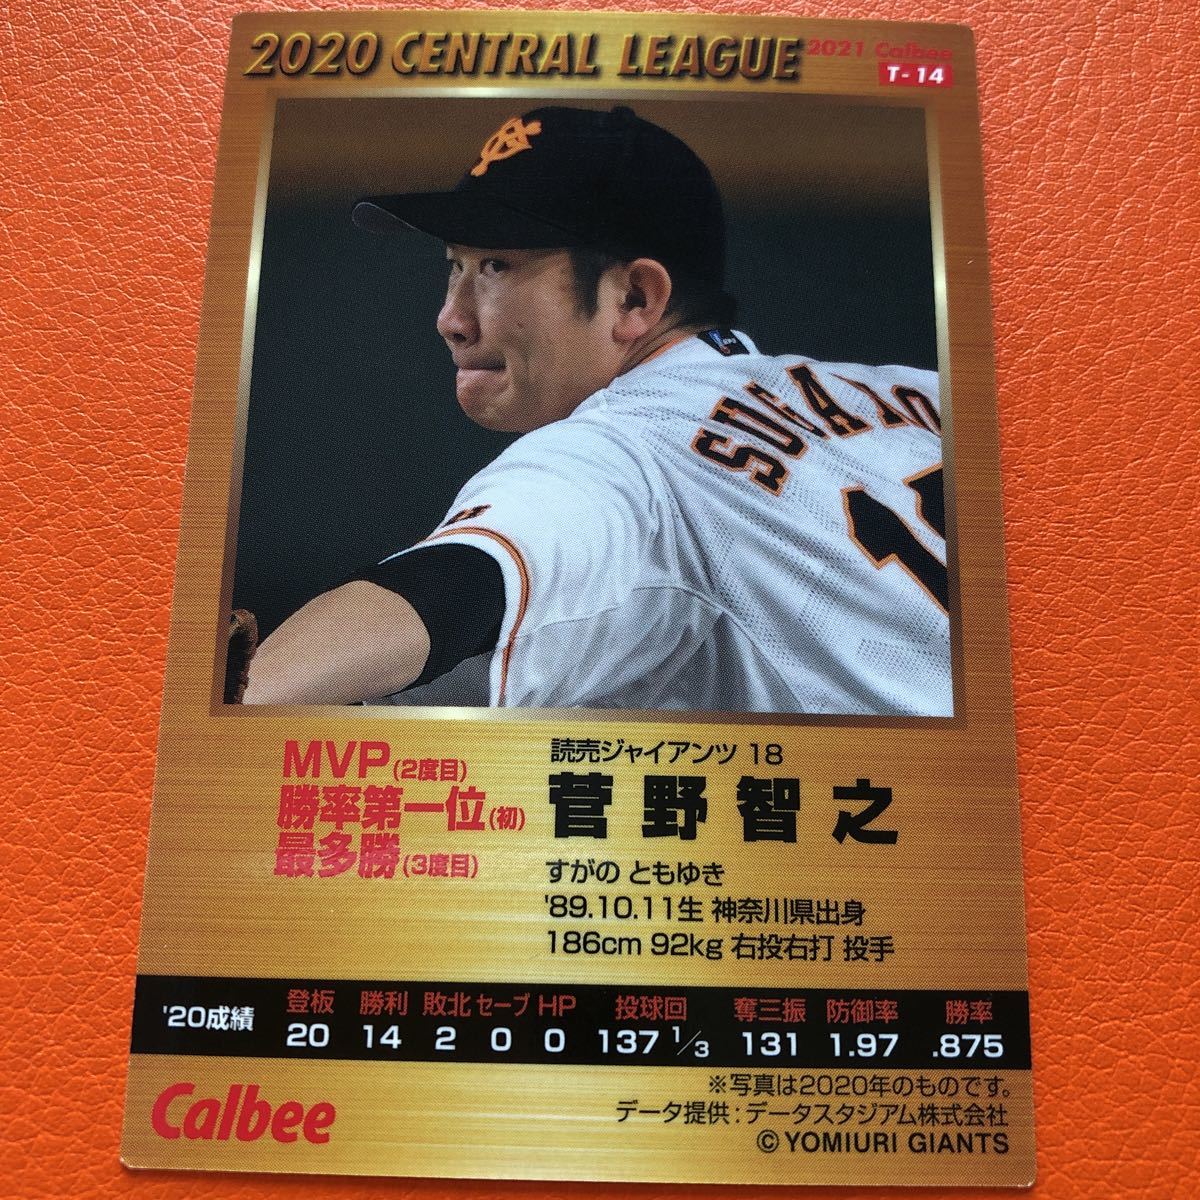 2020 CENTRAL LEAGUE
2021 Calbee
T-14
SUGANO
MVP(2度目)
勝率第一位(初)
最多勝(3度目)
読売ジャイアンツ 18
菅野智之
すがの ともゆき
'89.10.11生 神奈川県出身
186cm 92kg 右投右打 投手
'20成績
登板 勝利 敗北 セーブ HP 投球回 奪三振 防御率 勝率
20 14 2 0 0 137 1/3 131 1.97 .875
※写真は2020年のものです。
データ提供:データスタジアム株式会社
Calbee
©YOMIURI GIANTS